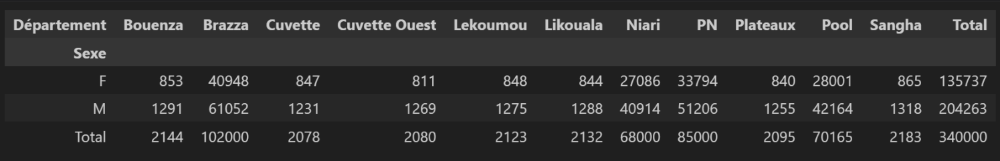 Département Bouenza Brazza Cuvette Cuvette Ouest Lekoumou Likouala Niari PN Plateaux Pool Sangha Total
Sexe
F 853 40948 847 811 848 844 27086 33794 840 28001 865 135737
M 1291 61052 1231 1269 1275 1288 40914 51206 1255 42164 1318 204263
Total 2144 102000 2078 2080 2123 2132 68000 85000 2095 70165 2183 340000